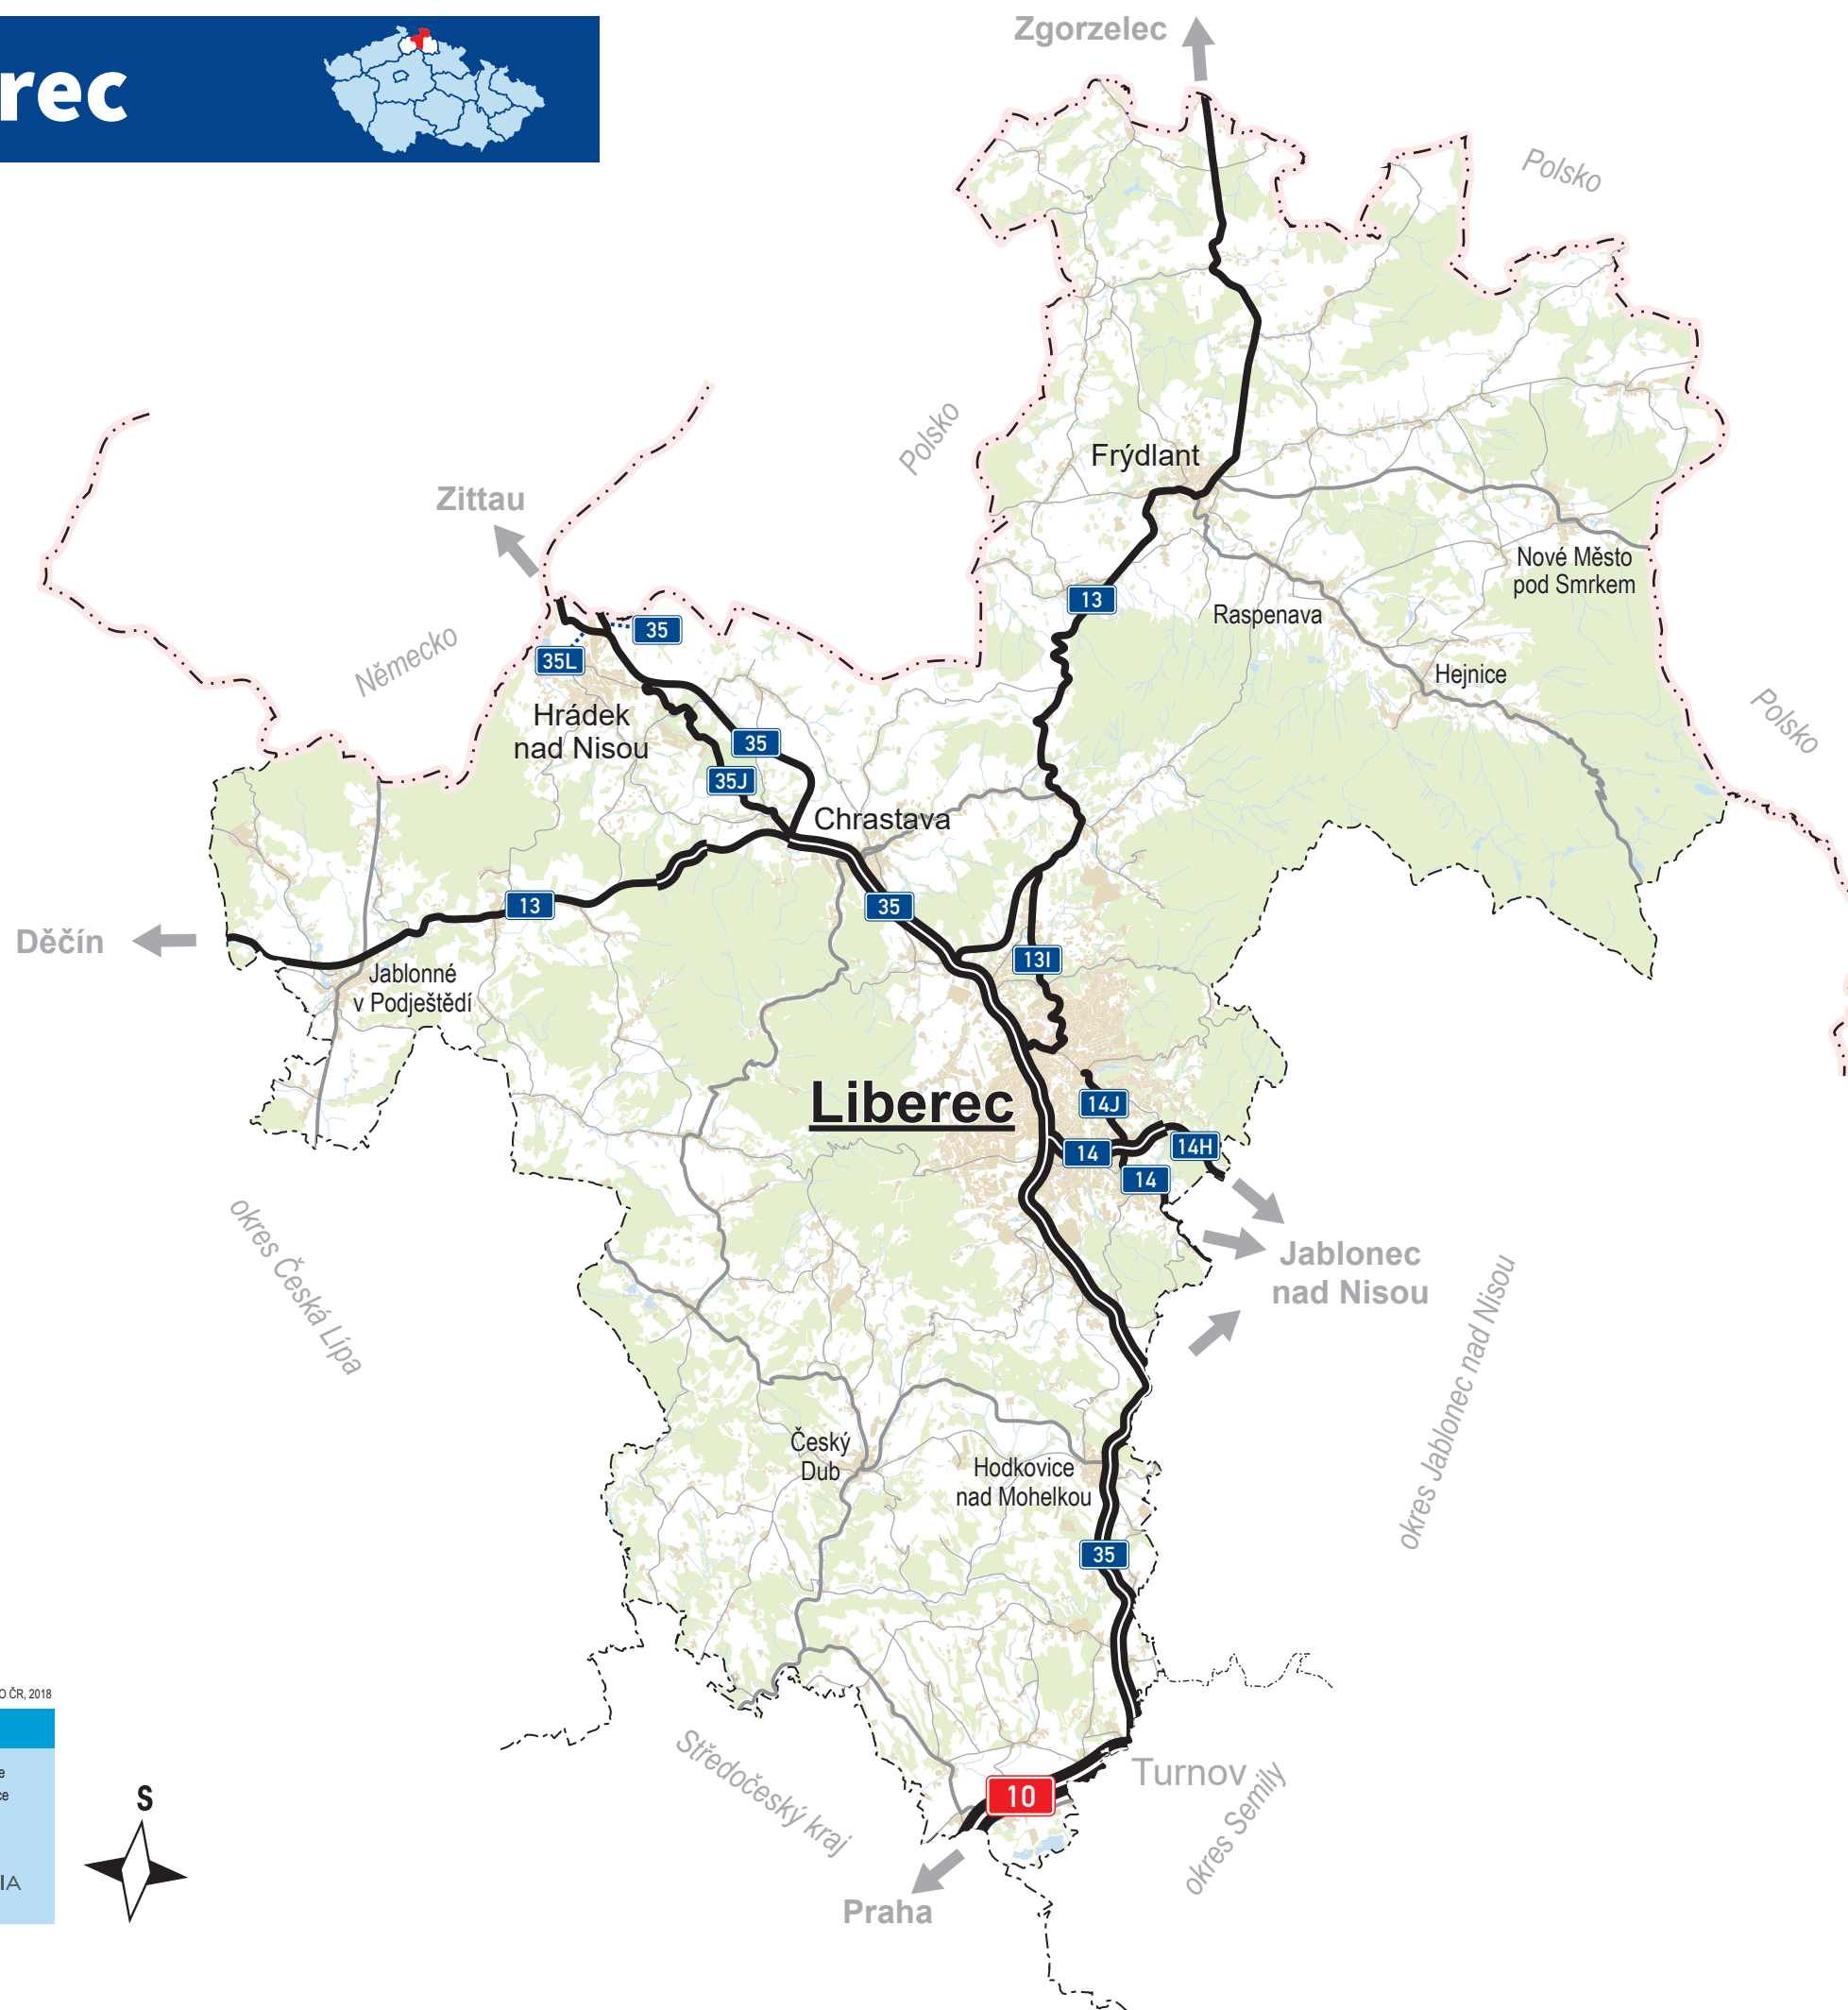 Zgorzelec
rec
Polsko
Polsko
Frýdlant
Zittau
Nové Město
pod Smrkem
13
Raspenava
35
Německo
35L
Hejnice
Polsko
Hrádek
nad Nisou
35
35J
Chrastava
13
35
Děčín
13I
Jablonné
v Podještědí
Liberec
14J
14
14H
14
okres Česká Lípa
Jablonec
nad Nisou
okres Jablonec nad Nisou
Český
Dub
Hodkovice
nad Mohelkou
35
O ČR, 2018
Středočeský kraj
Turnov
e
ce
10
S
okres Semily
IA
Praha